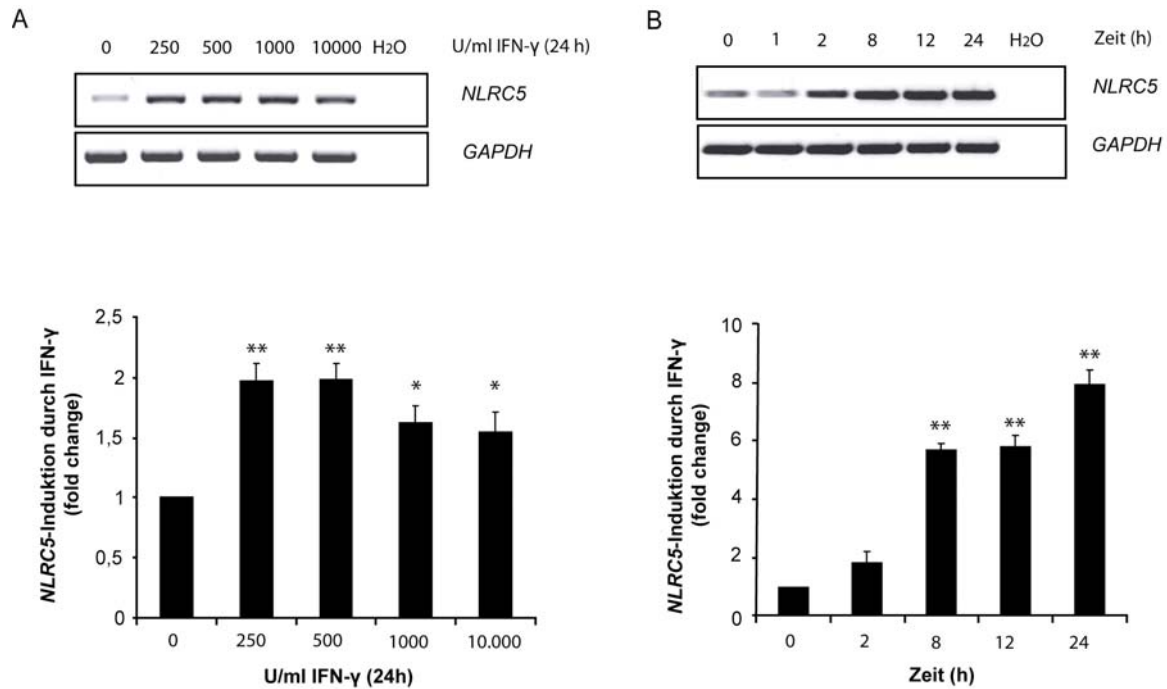 A
0 250 500 1000 10000 H2O U/ml IFN-γ (24 h)
NLRC5
GAPDH
B
0 1 2 8 12 24 H2O Zeit (h)
NLRC5
GAPDH
NLRC5-Induktion durch IFN-γ
(fold change)
2,5
2
1,5
1
0,5
0
** ** * *
0 250 500 1000 10.000
U/ml IFN-γ (24h)
NLRC5-Induktion durch IFN-γ
(fold change)
10
8
6
4
2
0
** ** **
0 2 8 12 24
Zeit (h)